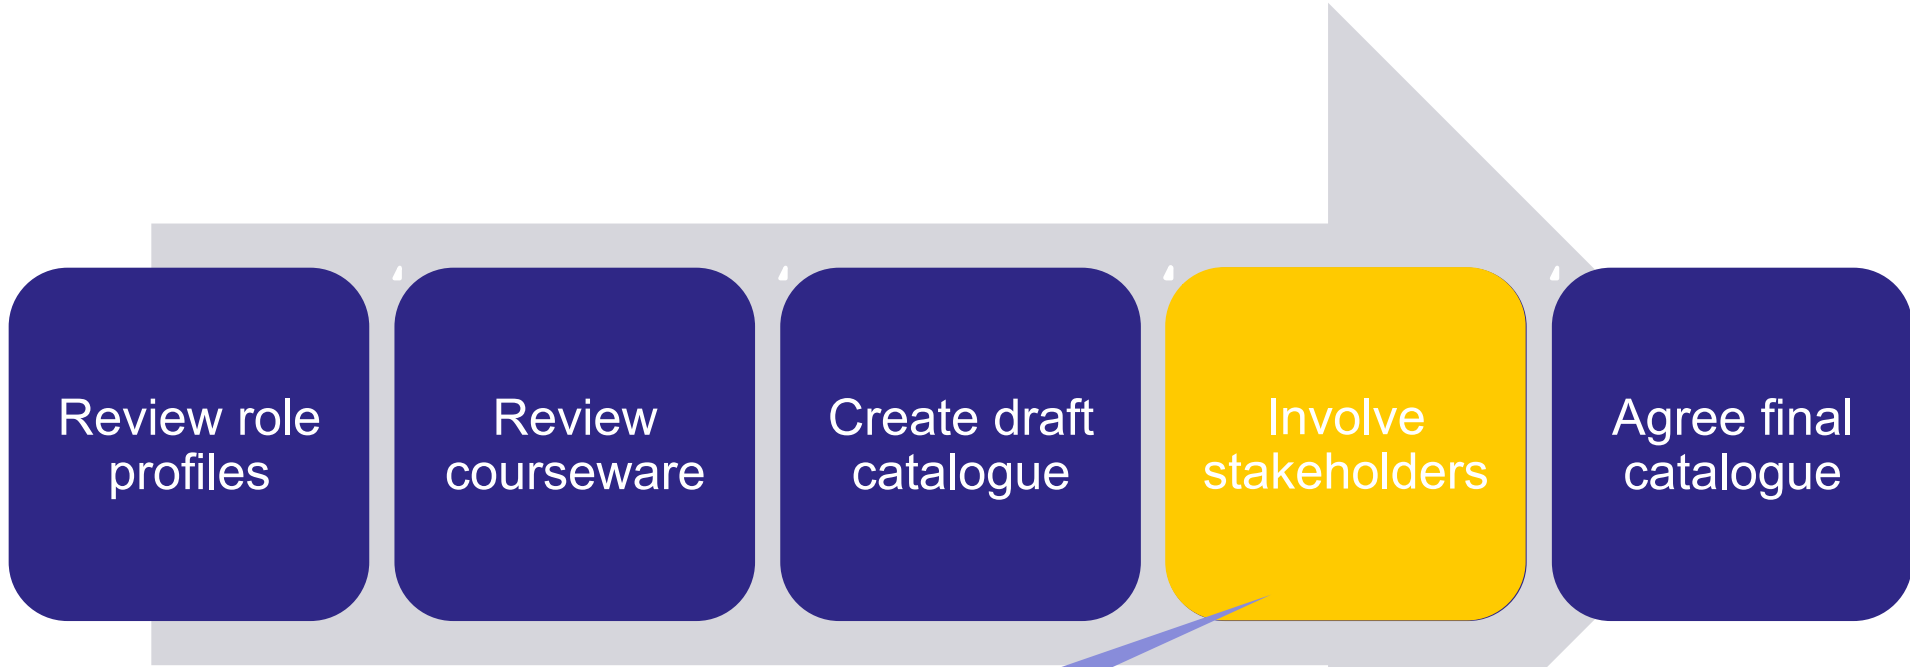 Review role
profiles
Review
courseware
Create draft
catalogue
Involve
stakeholders
Agree final
catalogue